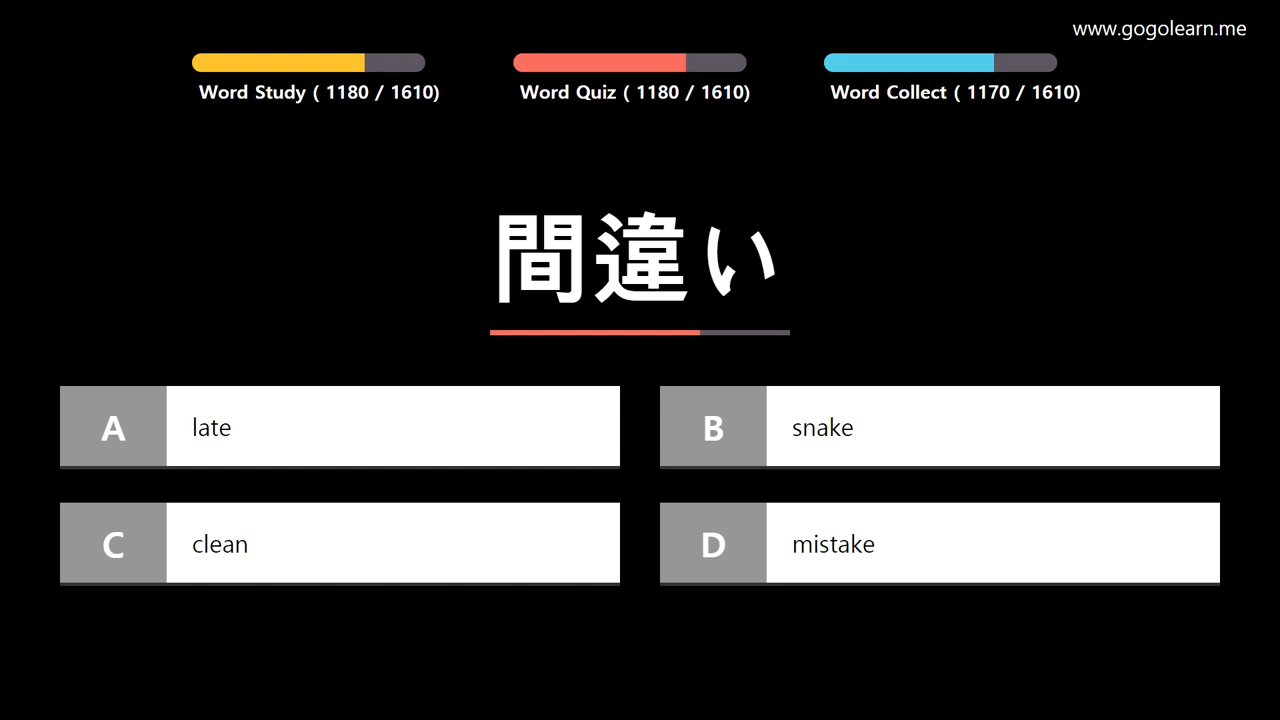 www.gogolearn.me
Word Study ( 1180 / 1610)
Word Quiz ( 1180 / 1610)
Word Collect ( 1170 / 1610)
間違い
A late
B snake
C clean
D mistake